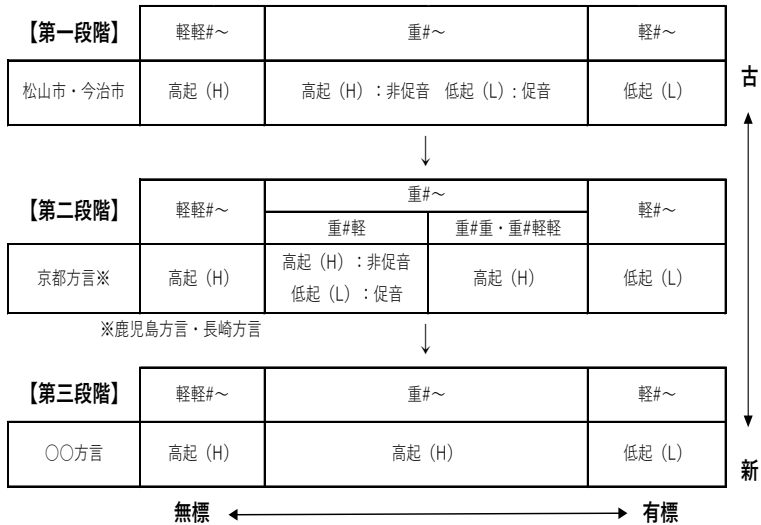 【第一段階】 軽軽#～ 重#～ 軽#～
松山市・今治市 高起（H） 高起（H）：非促音 低起（L）：促音 低起（L）
古
↓
【第二段階】 軽軽#～ 重#～ 軽#～
重#軽 重#重・重#軽軽
京都方言※ 高起（H） 高起（H）：非促音 高起（H） 低起（L）
低起（L）：促音
※鹿児島方言・長崎方言
↓
【第三段階】 軽軽#～ 重#～ 軽#～
〇〇方言 高起（H） 高起（H） 低起（L）
新
無標 有標